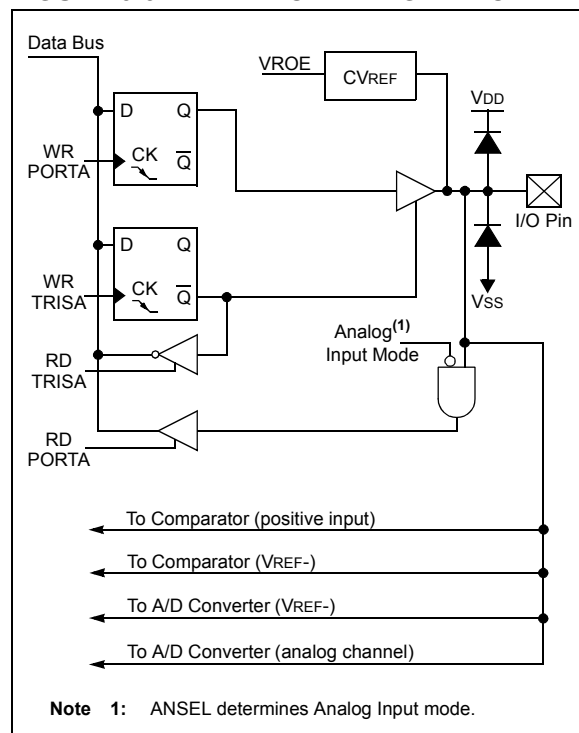 Data Bus
VROE
CVREF
VDD
D Q
WR
PORTA
CK
Q
I/O Pin
D Q
WR
TRISA
CK
Q
VSS
Analog(1)
Input Mode
RD
TRISA
RD
PORTA
To Comparator (positive input)
To Comparator (VREF-)
To A/D Converter (VREF-)
To A/D Converter (analog channel)
Note 1: ANSEL determines Analog Input mode.